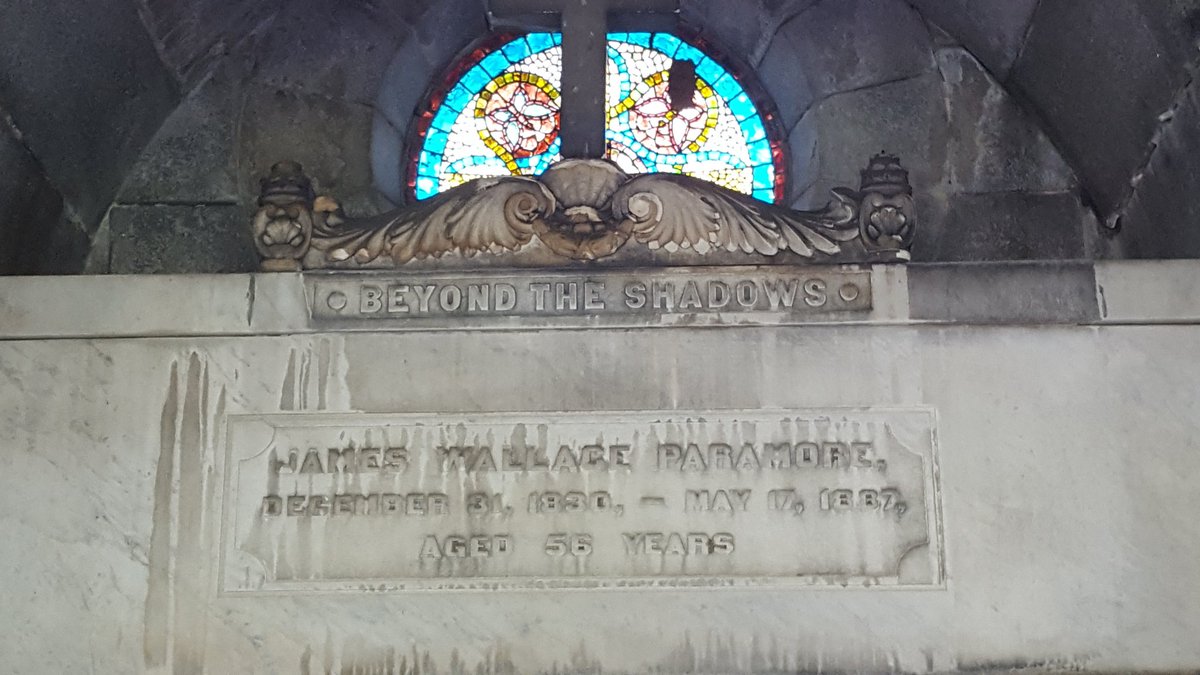 BEYOND THE SHADOWS
JAMES WALLACE PARAMORE,
DECEMBER 31, 1830, – MAY 17, 1887,
AGED 56 YEARS